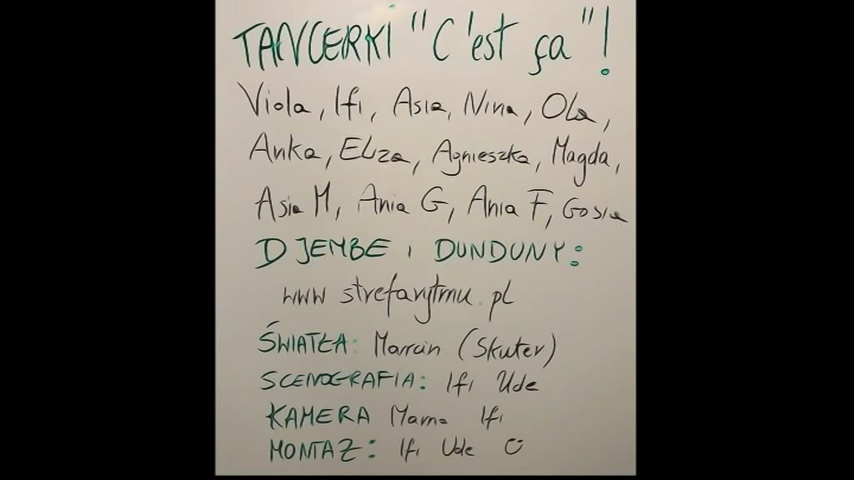 TANCERKI "C'est ça"!
Viola, Ifi, Asia, Nina, Ola,
Anka, Eliza, Agnieszka, Magda,
Asia M, Ania G, Ania F, Gosia
DJEMBE i DUNDUNY:
www strefarytmu.pl
ŚWIATŁA: Marcin (Skuter)
SCENOGRAFIA: Ifi Ude
KAMERA Mama Ifi
MONTAZ: Ifi Ude